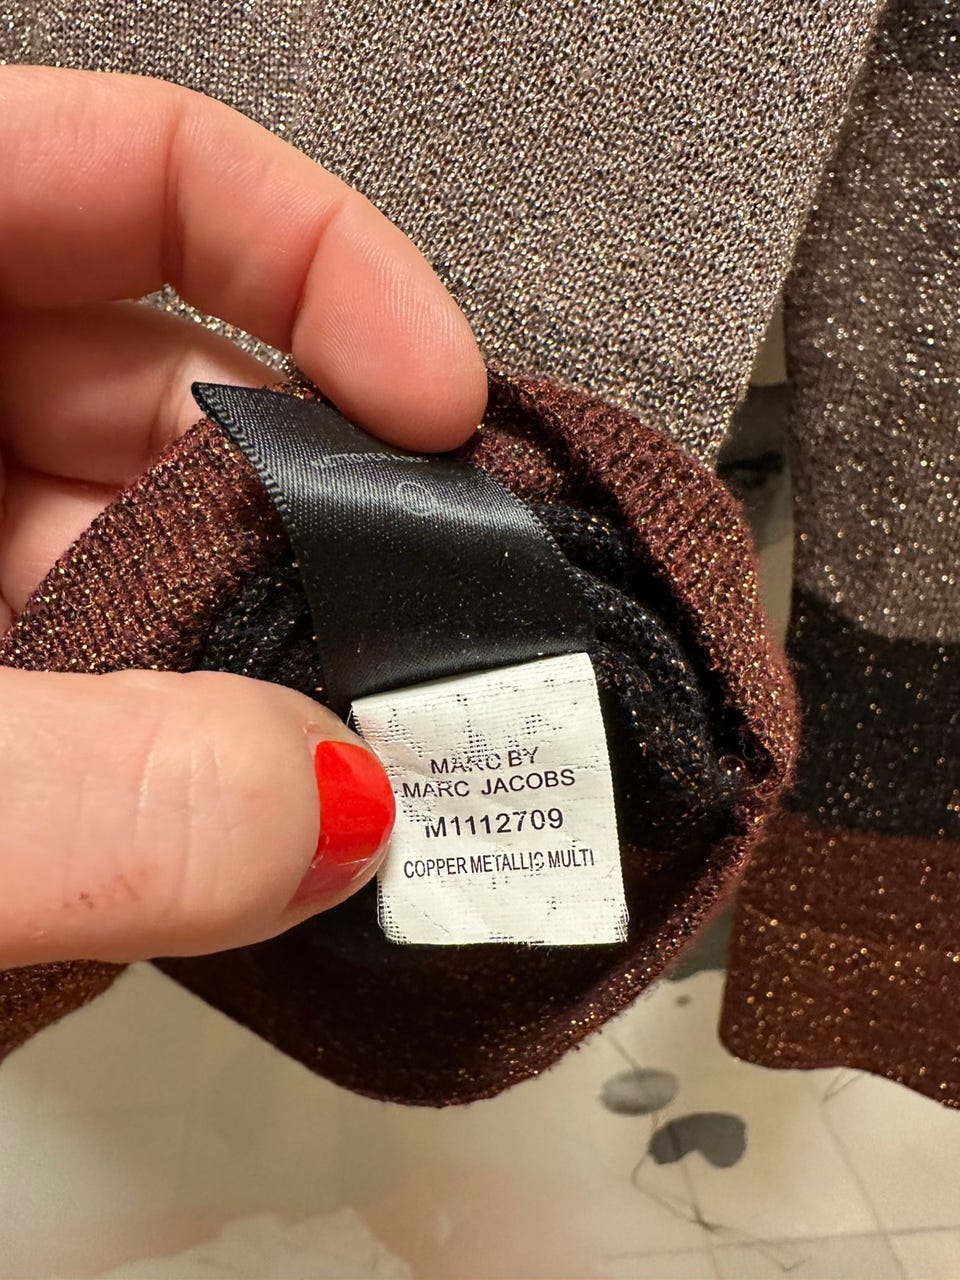 MARC BY
MARC JACOBS
M1112709
COPPER METALLIC MULTI